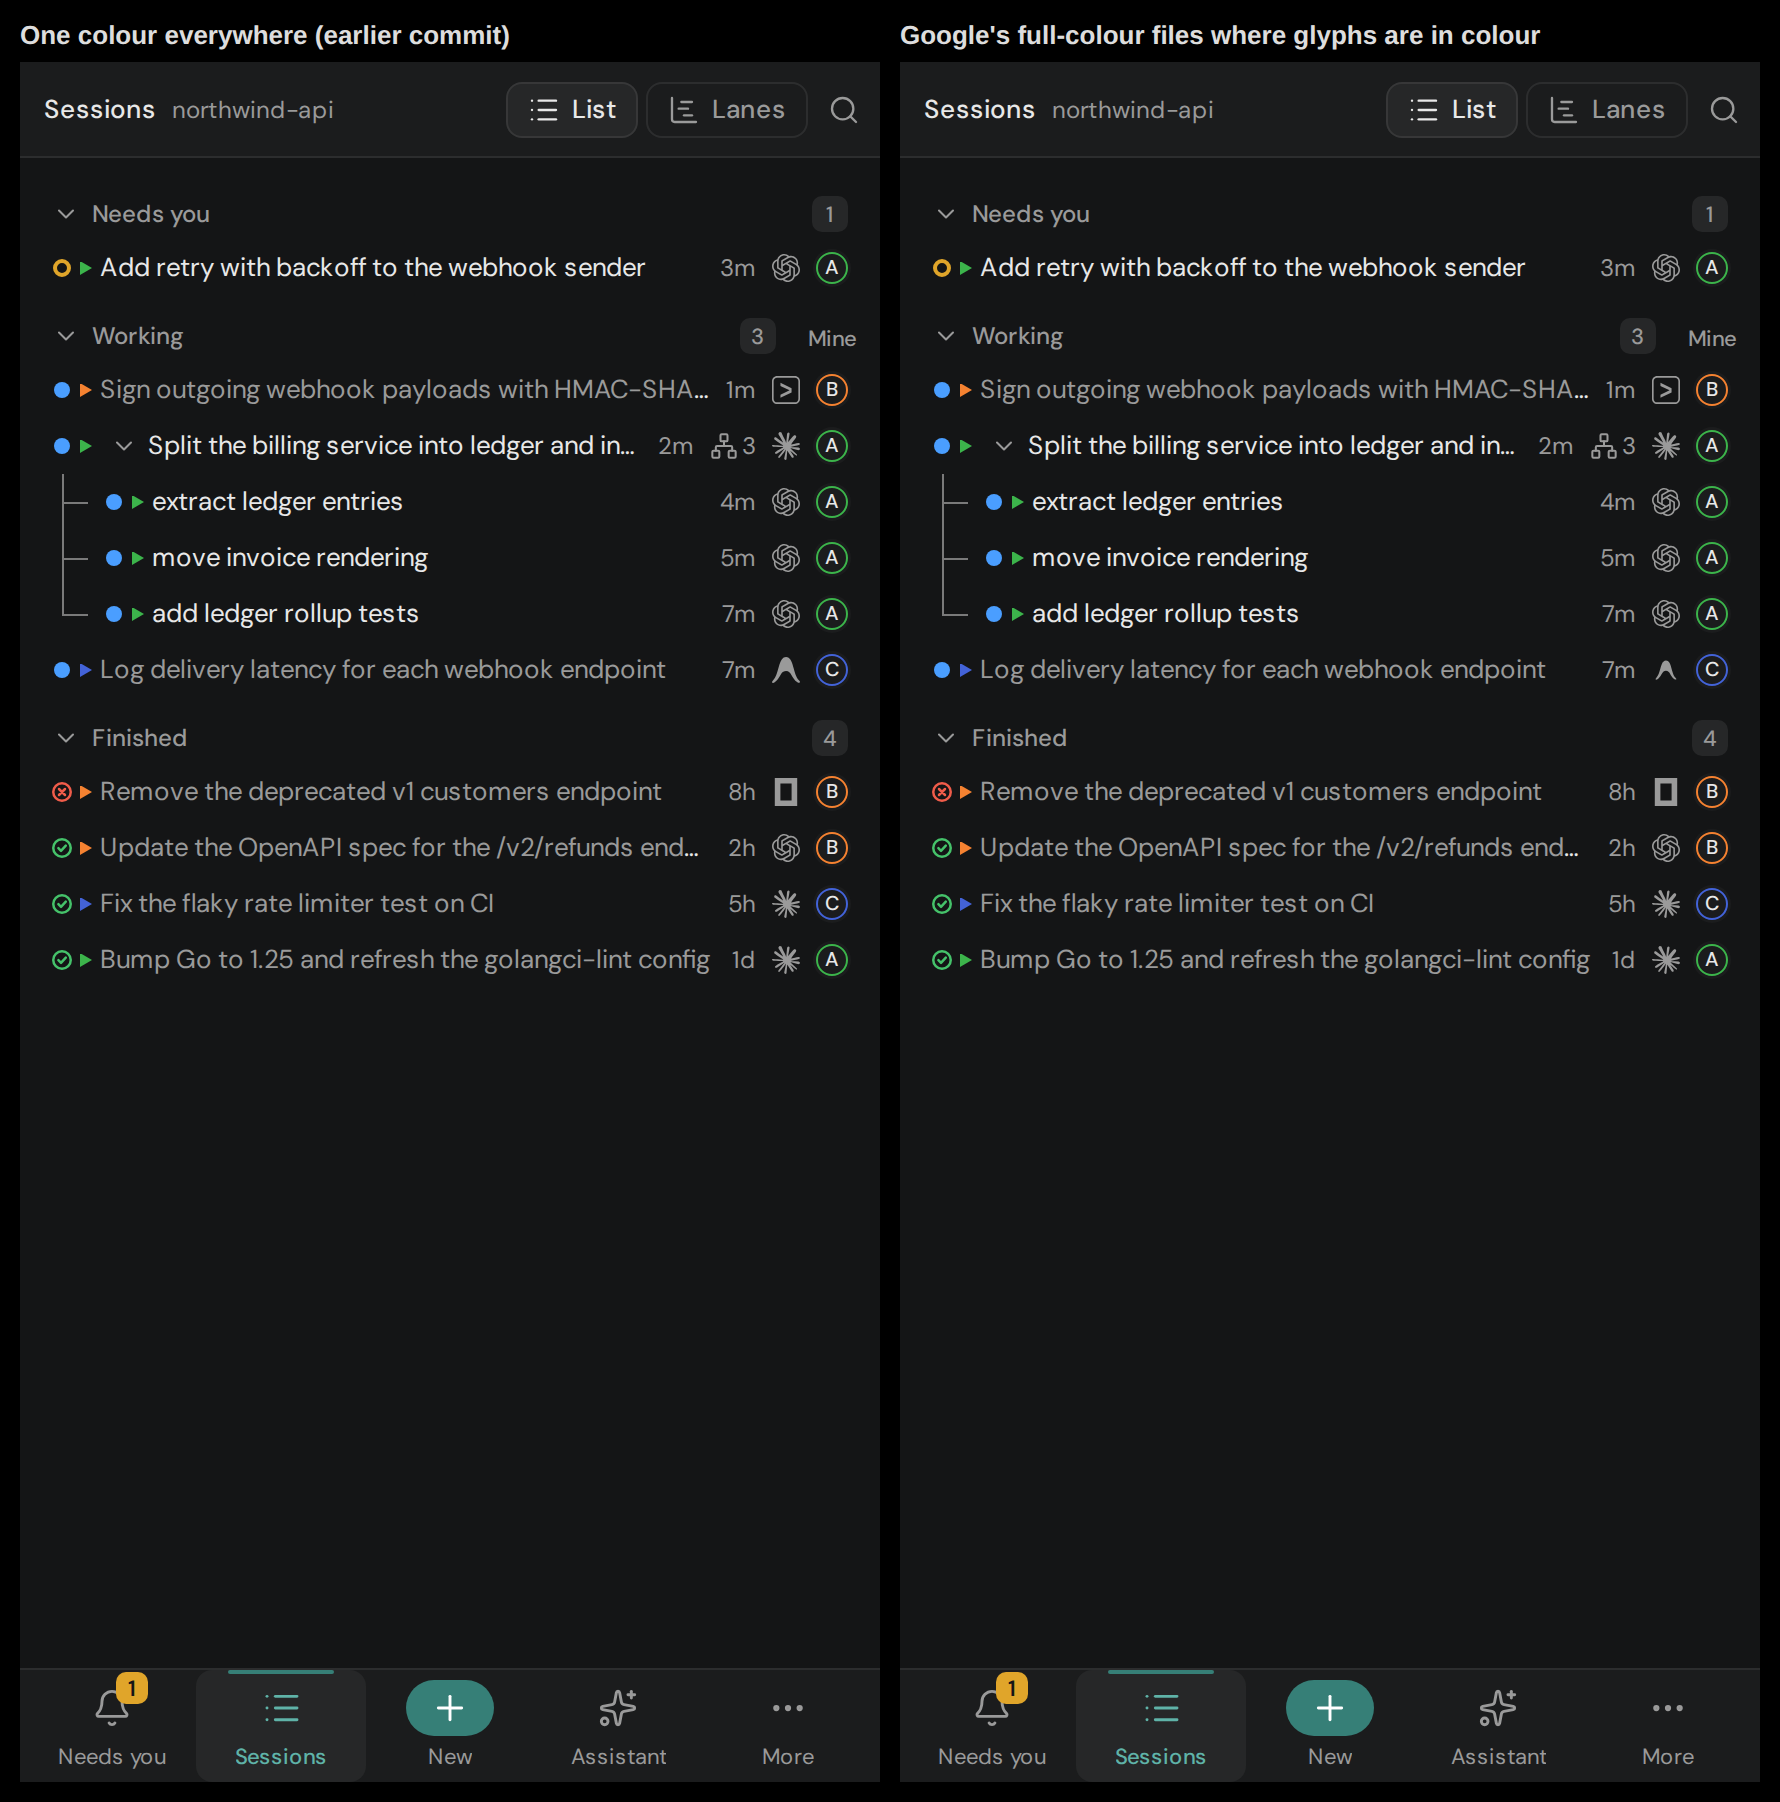 One colour everywhere (earlier commit)
Sessions northwind-api List Lanes
Needs you 1
Add retry with backoff to the webhook sender 3m A
Working 3 Mine
Sign outgoing webhook payloads with HMAC-SHA... 1m B
Split the billing service into ledger and in... 2m 3 A
extract ledger entries 4m A
move invoice rendering 5m A
add ledger rollup tests 7m A
Log delivery latency for each webhook endpoint 7m C
Finished 4
Remove the deprecated v1 customers endpoint 8h B
Update the OpenAPI spec for the /v2/refunds end... 2h B
Fix the flaky rate limiter test on CI 5h C
Bump Go to 1.25 and refresh the golangci-lint config 1d A
1
Needs you Sessions New Assistant More
Google's full-colour files where glyphs are in colour
Sessions northwind-api List Lanes
Needs you 1
Add retry with backoff to the webhook sender 3m A
Working 3 Mine
Sign outgoing webhook payloads with HMAC-SHA... 1m B
Split the billing service into ledger and in... 2m 3 A
extract ledger entries 4m A
move invoice rendering 5m A
add ledger rollup tests 7m A
Log delivery latency for each webhook endpoint 7m C
Finished 4
Remove the deprecated v1 customers endpoint 8h B
Update the OpenAPI spec for the /v2/refunds end... 2h B
Fix the flaky rate limiter test on CI 5h C
Bump Go to 1.25 and refresh the golangci-lint config 1d A
1
Needs you Sessions New Assistant More